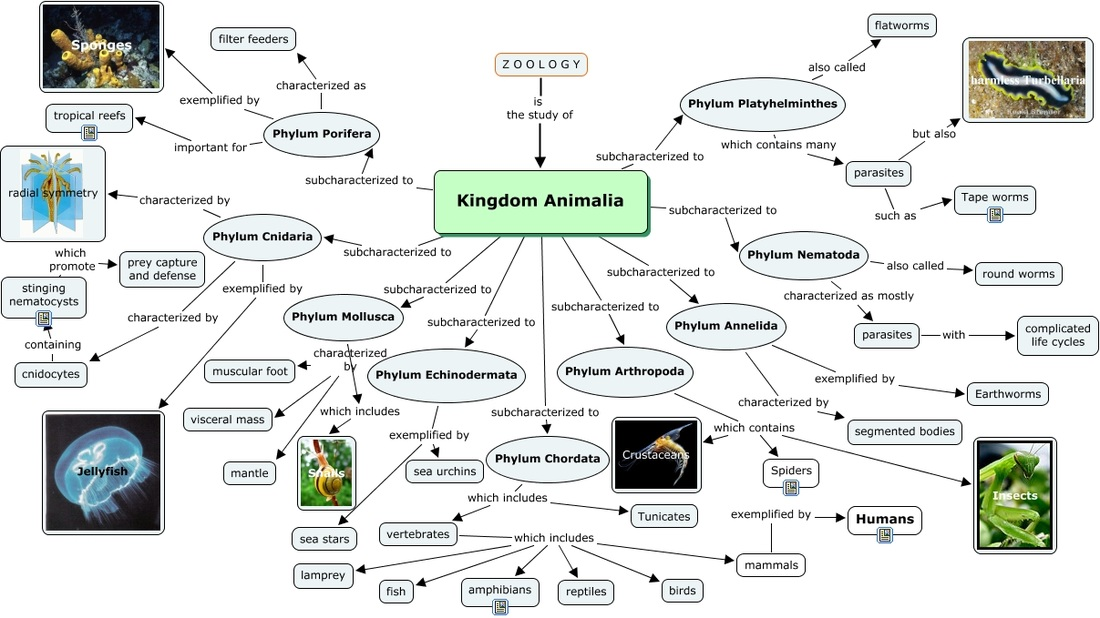 Z O O L O G Y
is
the study of
Kingdom Animalia
subcharacterized to
Phylum Porifera
characterized as
filter feeders
exemplified by
Sponges
important for
tropical reefs
subcharacterized to
Phylum Cnidaria
characterized by
radial symmetry
characterized by
cnidocytes
containing
stinging
nematocysts
which
promote
prey capture
and defense
exemplified by
Jellyfish
subcharacterized to
Phylum Mollusca
characterized
by
muscular foot
visceral mass
mantle
which includes
Snails
subcharacterized to
Phylum Echinodermata
exemplified by
sea urchins
sea stars
subcharacterized to
Phylum Chordata
which includes
vertebrates
Tunicates
which includes
lamprey
fish
amphibians
reptiles
birds
mammals
exemplified by
Humans
subcharacterized to
Phylum Arthropoda
which contains
Crustaceans
Spiders
Insects
subcharacterized to
Phylum Annelida
exemplified by
Earthworms
characterized by
segmented bodies
subcharacterized to
Phylum Nematoda
also called
round worms
characterized as mostly
parasites
with
complicated
life cycles
subcharacterized to
Phylum Platyhelminthes
also called
flatworms
which contains many
parasites
but also
harmless Turbellaria
such as
Tape worms